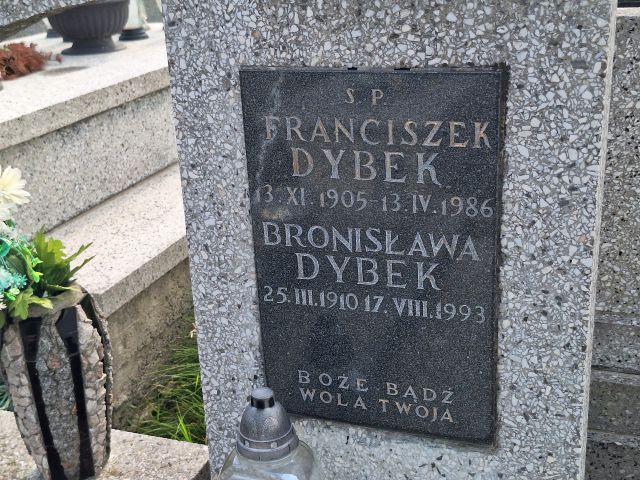 S P
FRANCISZEK
DYBEK
13. XI. 1905 - 13. IV. 1986
BRONISŁAWA
DYBEK
25. III. 1910 17. VIII. 1993
BOŻE BĄDŹ
WOLA TWOJA